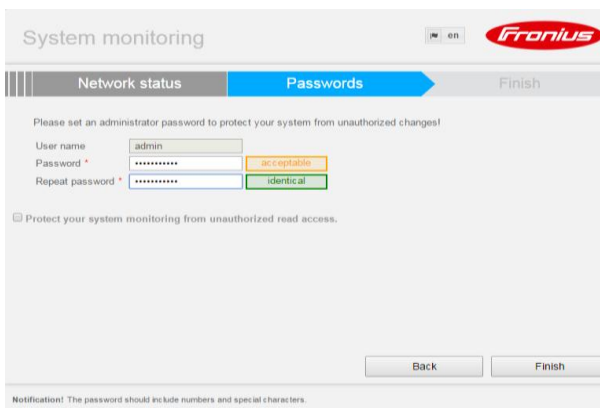 System monitoring
en
Fronius
Network status
Passwords
Finish
Please set an administrator password to protect your system from unauthorized changes!
User name admin
Password * ••••••••••• acceptable
Repeat password * ••••••••••• identical
Protect your system monitoring from unauthorized read access.
Back
Finish
Notification! The password should include numbers and special characters.